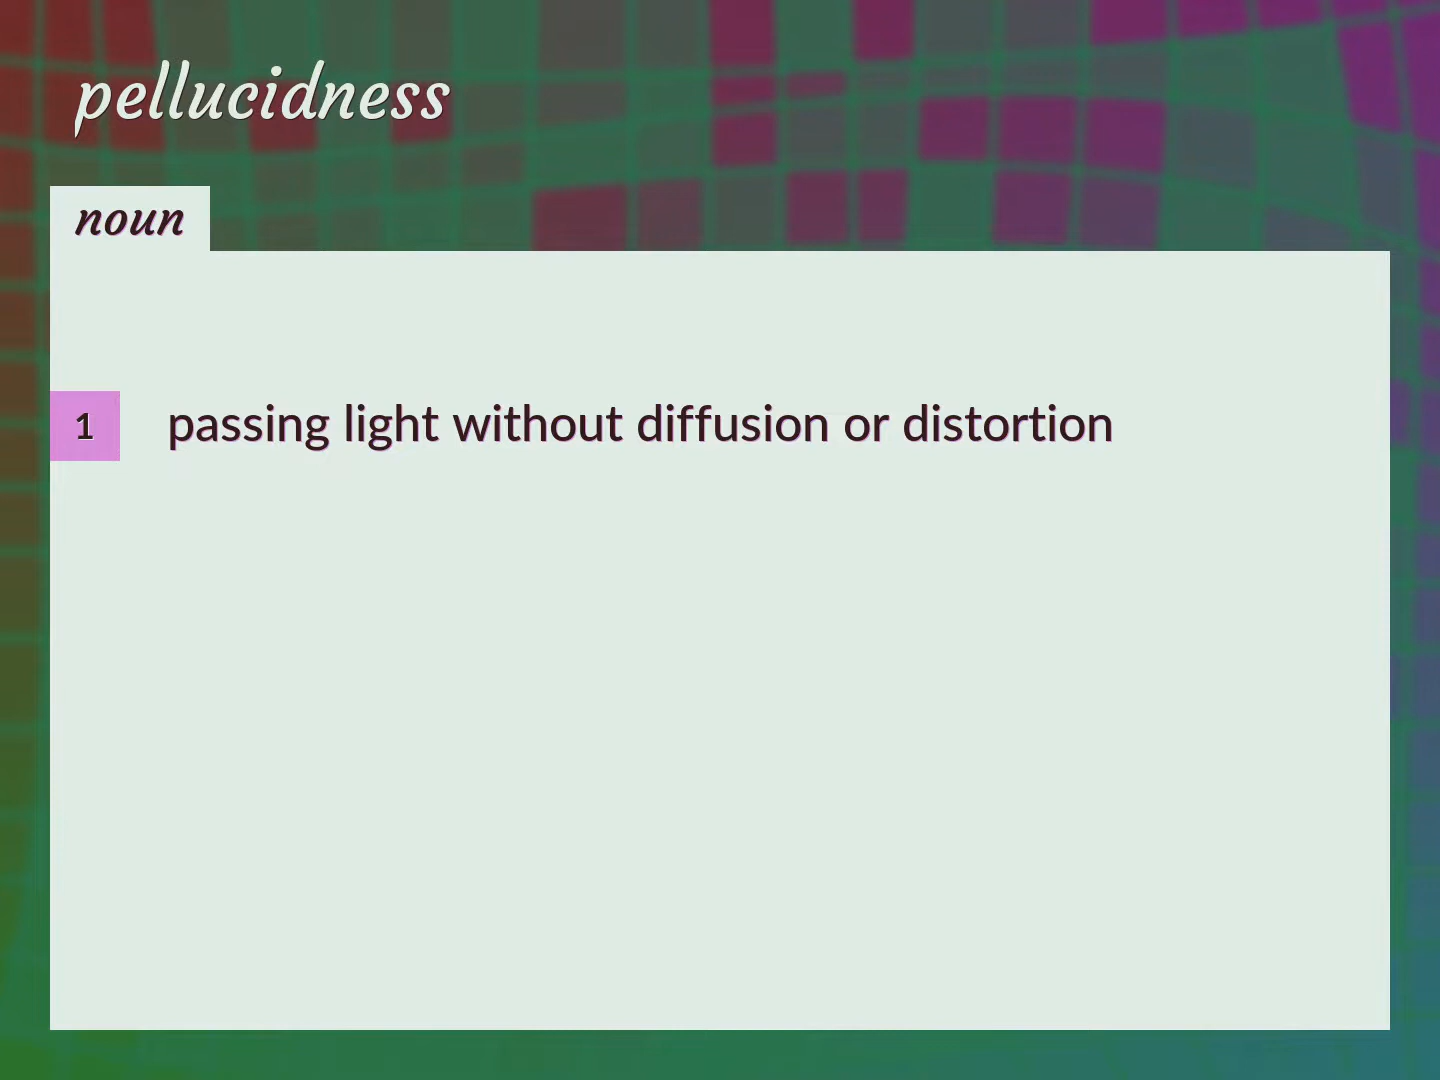 pellucidness
noun
1 passing light without diffusion or distortion